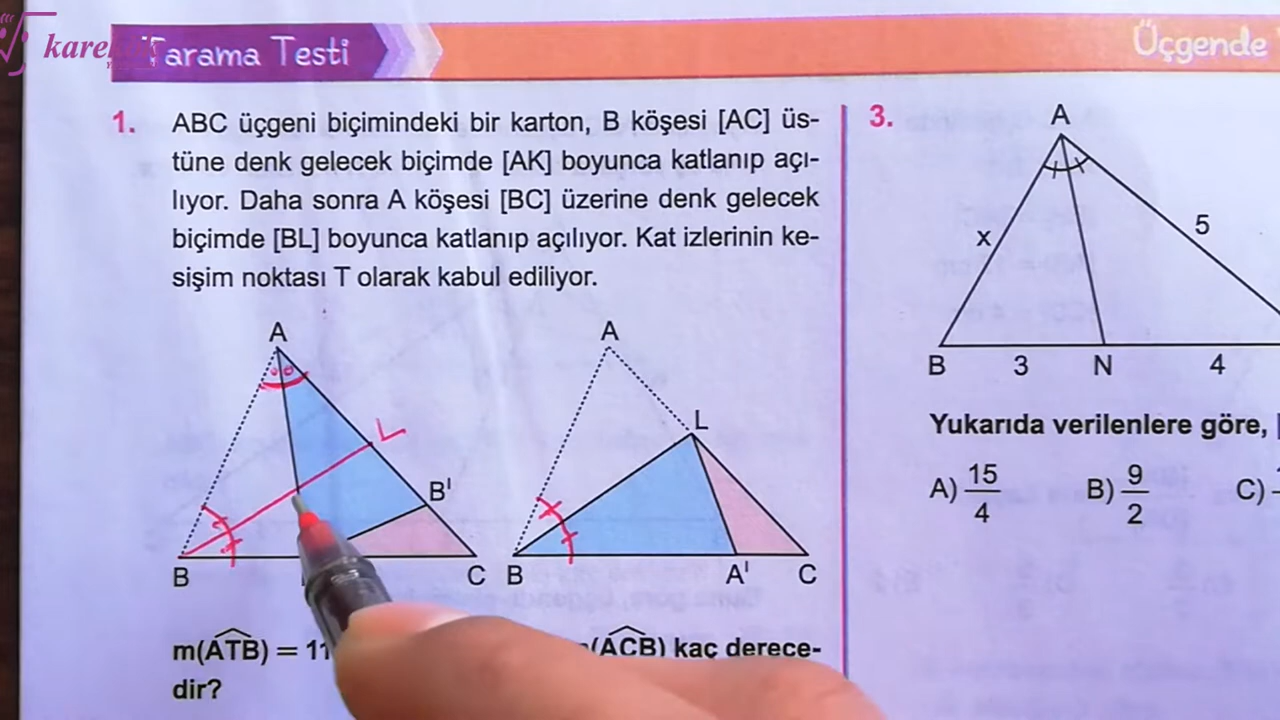 Tarama Testi
Üçgende
1. ABC üçgeni biçimindeki bir karton, B köşesi [AC] üs-
tüne denk gelecek biçimde [AK] boyunca katlanıp açı-
lıyor. Daha sonra A köşesi [BC] üzerine denk gelecek
biçimde [BL] boyunca katlanıp açılıyor. Kat izlerinin ke-
sişim noktası T olarak kabul ediliyor.
A
L
B'
B
C
A
L
B
A'
C
m(ATB) = 11
(ACB) kaç derece-
dir?
3.
A
x
5
B
3
N
4
Yukarıda verilenlere göre,
A) 15/4
B) 9/2
C)